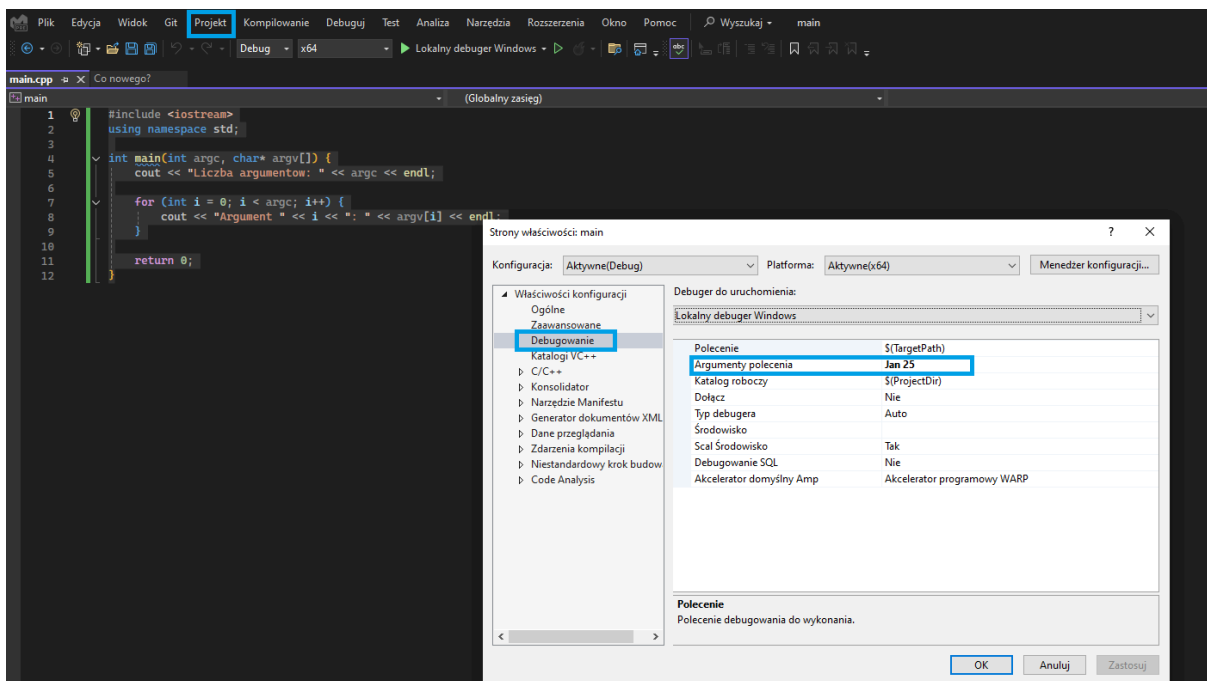 Plik Edycja Widok Git Projekt Kompilowanie Debuguj Test Analiza Narzędzia Rozszerzenia Okno Pomoc Wyszukaj main
Debug x64 Lokalny debuger Windows
main.cpp Co nowego?
main (Globalny zasięg)
1 #include <iostream>
2 using namespace std;
3
4 int main(int argc, char* argv[]) {
5 cout << "Liczba argumentow: " << argc << endl;
6
7 for (int i = 0; i < argc; i++) {
8 cout << "Argument " << i << ": " << argv[i] << endl;
9 }
10
11 return 0;
12 }
Strony właściwości: main ? X
Konfiguracja: Aktywne(Debug) Platforma: Aktywne(x64) Menedżer konfiguracji...
Właściwości konfiguracji
Ogólne
Zaawansowane
Debugowanie
Katalogi VC++
C/C++
Konsolidator
Narzędzie Manifestu
Generator dokumentów XML
Dane przeglądania
Zdarzenia kompilacji
Niestandardowy krok budow
Code Analysis
Debuger do uruchomienia:
Lokalny debuger Windows
Polecenie $(TargetPath)
Argumenty polecenia Jan 25
Katalog roboczy $(ProjectDir)
Dołącz Nie
Typ debugera Auto
Środowisko
Scal Środowisko Tak
Debugowanie SQL Nie
Akcelerator domyślny Amp Akcelerator programowy WARP
Polecenie
Polecenie debugowania do wykonania.
OK Anuluj Zastosuj